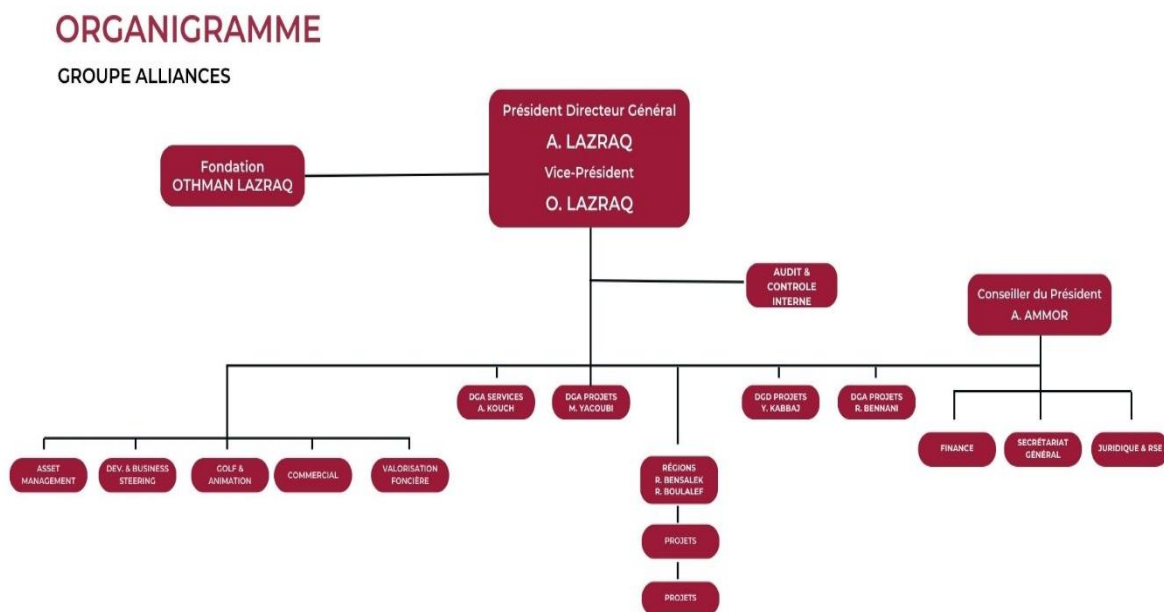 ORGANIGRAMME
GROUPE ALLIANCES
Président Directeur Général
A. LAZRAQ
Vice-Président
O. LAZRAQ
Fondation
OTHMAN LAZRAQ
AUDIT &
CONTROLE
INTERNE
Conseiller du Président
A. AMMOR
DGA SERVICES
A. KOUCH
DGA PROJETS
M. YACOUBI
DGD PROJETS
Y. KABBAJ
DGA PROJETS
R. BENNANI
FINANCE
SECRÉTARIAT
GÉNÉRAL
JURIDIQUE & RSE
ASSET
MANAGEMENT
DEV. & BUSINESS
STEERING
GOLF &
ANIMATION
COMMERCIAL
VALORISATION
FONCIÈRE
RÉGIONS
R. BENSALEK
R. BOULALEF
PROJETS
PROJETS